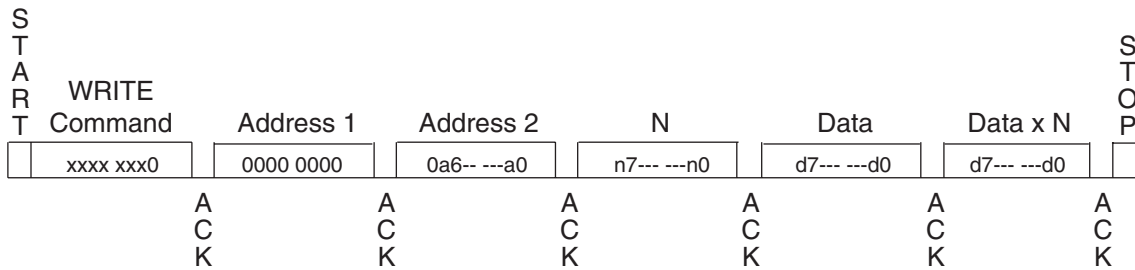 START
WRITE
Command Address 1 Address 2 N Data Data x N
STOP
xxxx xxx0 0000 0000 0a6-- ---a0 n7--- ---n0 d7--- ---d0 d7--- ---d0
ACK ACK ACK ACK ACK ACK